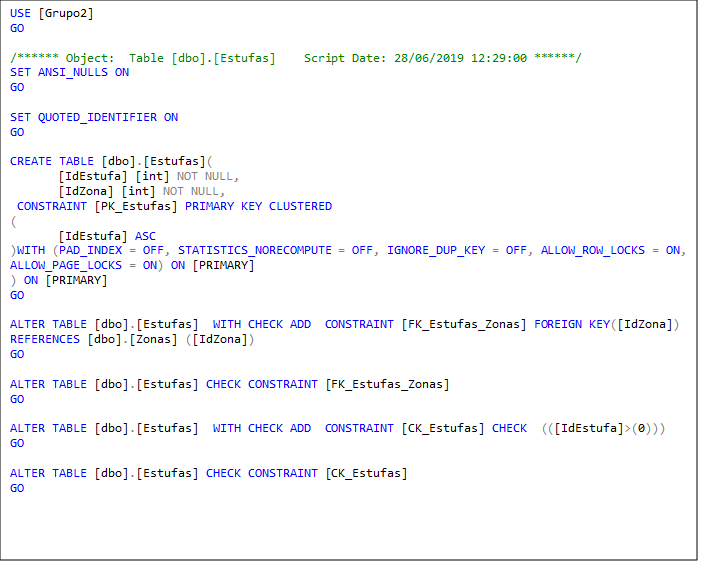 USE [Grupo2]
GO
/****** Object:  Table [dbo].[Estufas]    Script Date: 28/06/2019 12:29:00 ******/
SET ANSI_NULLS ON
GO
SET QUOTED_IDENTIFIER ON
GO
CREATE TABLE [dbo].[Estufas](
[IdEstufa] [int] NOT NULL,
[IdZona] [int] NOT NULL,
CONSTRAINT [PK_Estufas] PRIMARY KEY CLUSTERED
(
[IdEstufa] ASC
)WITH (PAD_INDEX = OFF, STATISTICS_NORECOMPUTE = OFF, IGNORE_DUP_KEY = OFF, ALLOW_ROW_LOCKS = ON,
ALLOW_PAGE_LOCKS = ON) ON [PRIMARY]
) ON [PRIMARY]
GO
ALTER TABLE [dbo].[Estufas]  WITH CHECK ADD  CONSTRAINT [FK_Estufas_Zonas] FOREIGN KEY([IdZona])
REFERENCES [dbo].[Zonas] ([IdZona])
GO
ALTER TABLE [dbo].[Estufas] CHECK CONSTRAINT [FK_Estufas_Zonas]
GO
ALTER TABLE [dbo].[Estufas]  WITH CHECK ADD  CONSTRAINT [CK_Estufas] CHECK  (([IdEstufa]>(0)))
GO
ALTER TABLE [dbo].[Estufas] CHECK CONSTRAINT [CK_Estufas]
GO